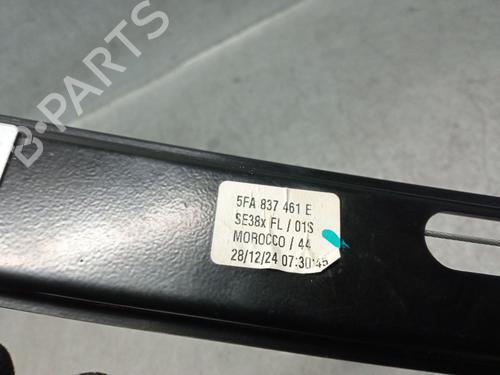 B-PARTS
5FA 837 461 E
SE38x FL / 01S
MOROCCO / 44
28/12/24 07:30:45